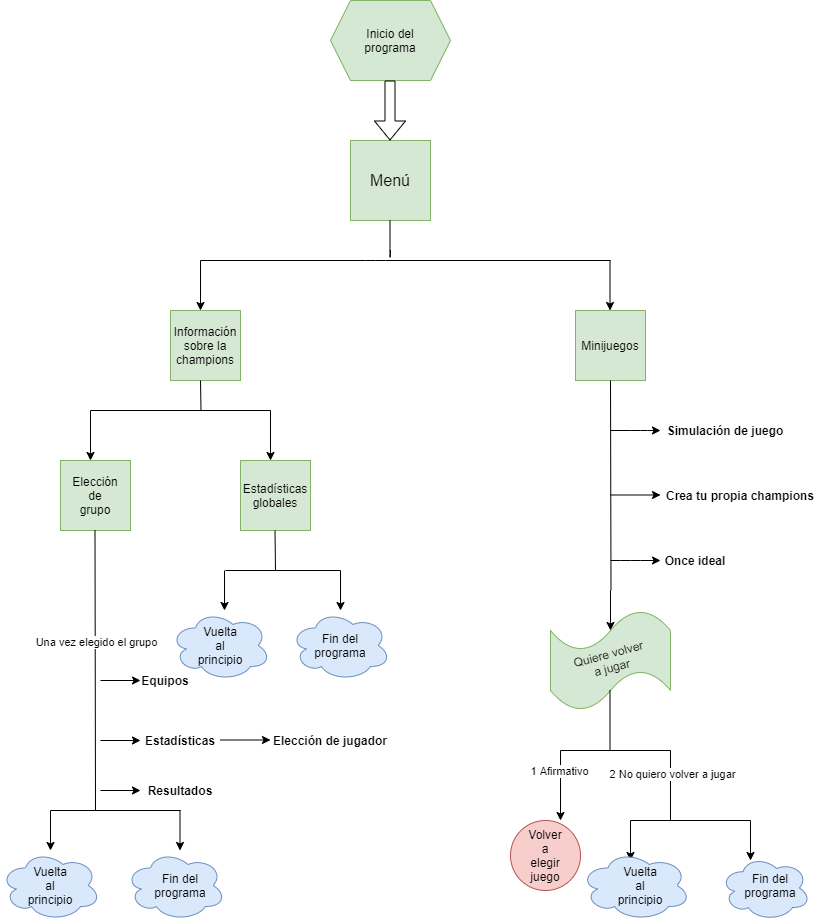 Inicio del
programa
Menú
Información
sobre la
champions
Minijuegos
Simulación de juego
Elección
de
grupo
Estadísticas
globales
Crea tu propia champions
Once ideal
Vuelta
al
principio
Fin del
programa
Una vez elegido el grupo
Quiere volver
a jugar
Equipos
Estadísticas
Elección de jugador
Resultados
1 Afirmativo
2 No quiero volver a jugar
Volver
a
elegir
juego
Vuelta
al
principio
Fin del
programa
Vuelta
al
principio
Fin del
programa